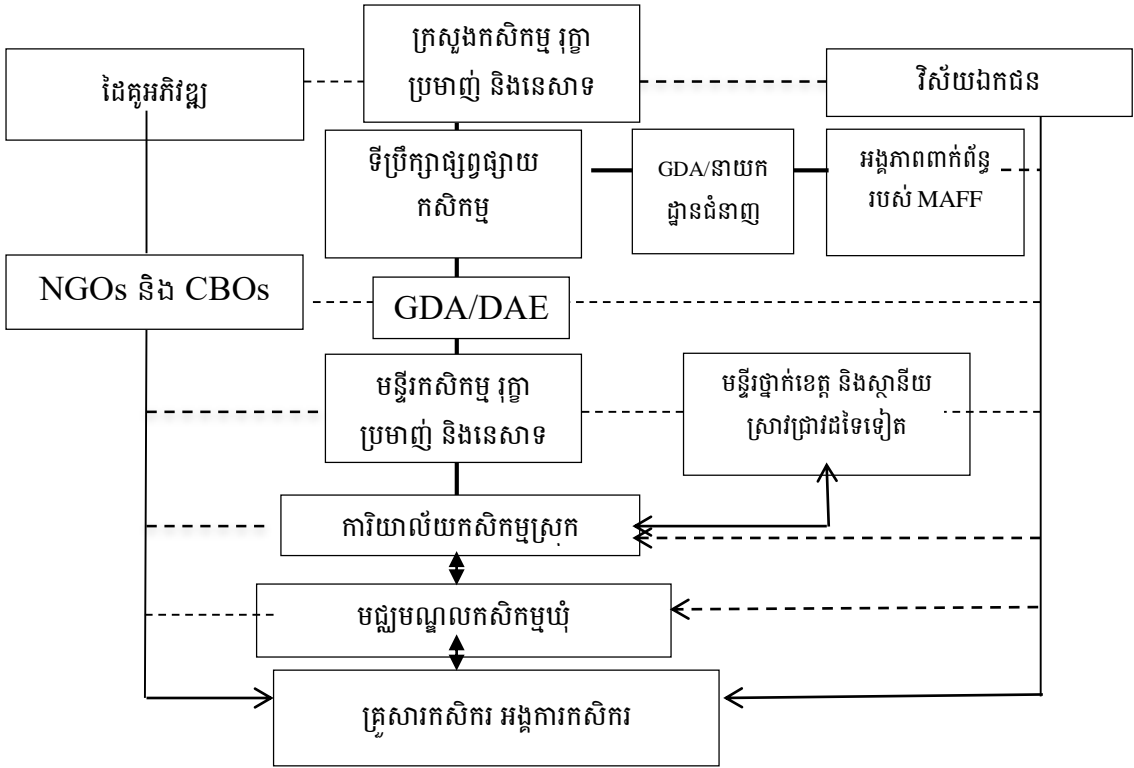 ក្រសួងកសិកម្ម រុក្ខា
ប្រមាញ់ និងនេសាទ
ដៃគូអភិវឌ្ឍ
វិស័យឯកជន
ទីប្រឹក្សាផ្សព្វផ្សាយ
កសិកម្ម
GDA/នាយក
ដ្ឋានជំនាញ
អង្គភាពពាក់ព័ន្ធ
របស់ MAFF
NGOs និង CBOs
GDA/DAE
មន្ទីរកសិកម្ម រុក្ខា
ប្រមាញ់ និងនេសាទ
មន្ទីរថ្នាក់ខេត្ត និងស្ថានីយ
ស្រាវជ្រាវដទៃទៀត
ការិយាល័យកសិកម្មស្រុក
មជ្ឈមណ្ឌលកសិកម្មឃុំ
គ្រួសារកសិករ អង្គការកសិករ